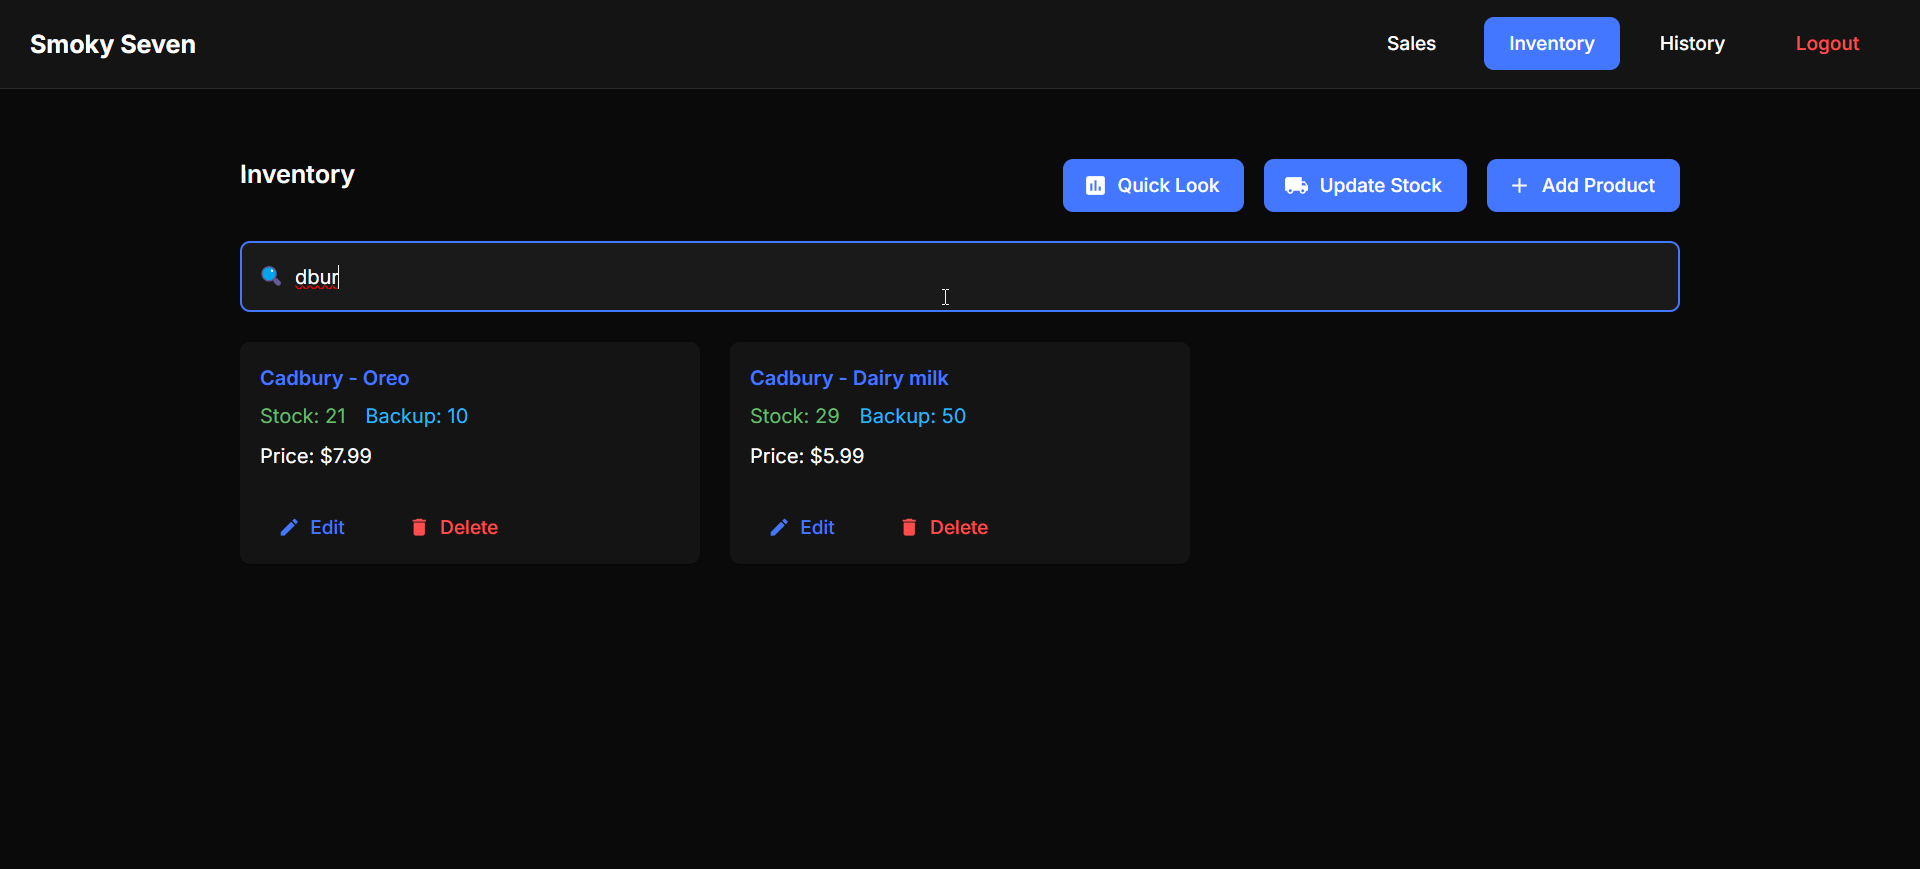 Smoky Seven
Sales
Inventory
History
Logout
Inventory
Quick Look
Update Stock
Add Product
dbur
Cadbury - Oreo
Stock: 21 Backup: 10
Price: $7.99
Edit
Delete
Cadbury - Dairy milk
Stock: 29 Backup: 50
Price: $5.99
Edit
Delete